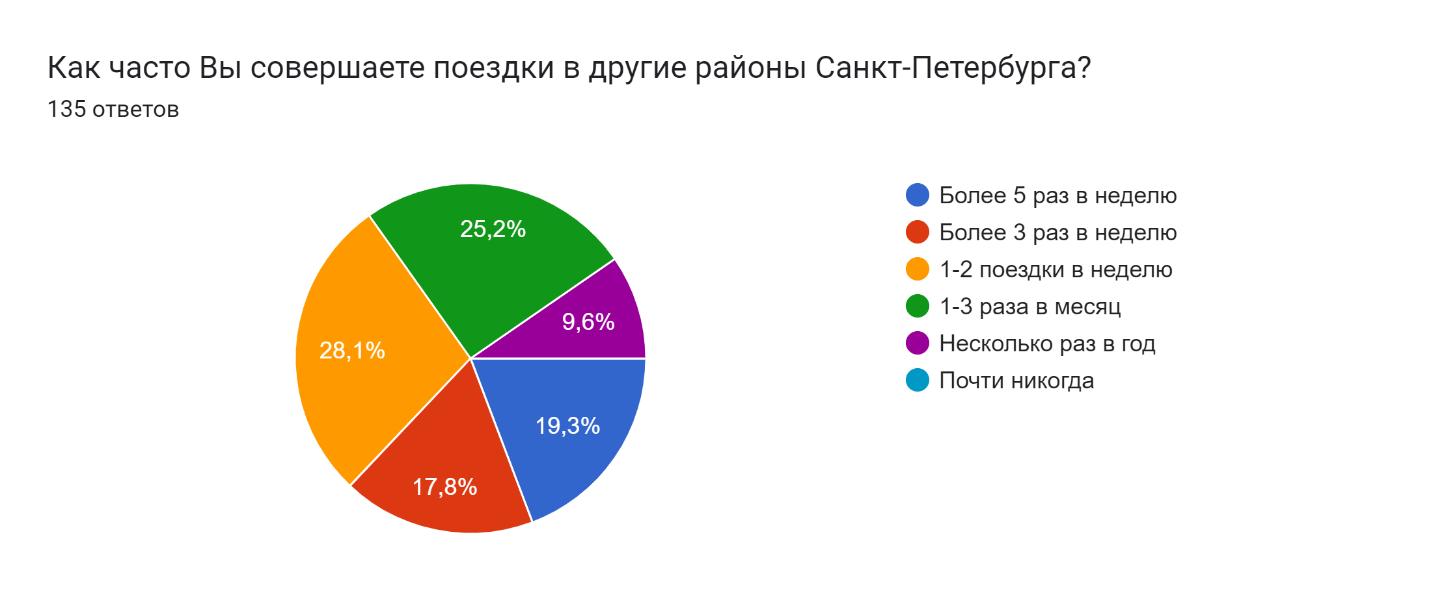 Как часто Вы совершаете поездки в другие районы Санкт-Петербурга?
135 ответов
25,2%
9,6%
28,1%
19,3%
17,8%
Более 5 раз в неделю
Более 3 раз в неделю
1-2 поездки в неделю
1-3 раза в месяц
Несколько раз в год
Почти никогда